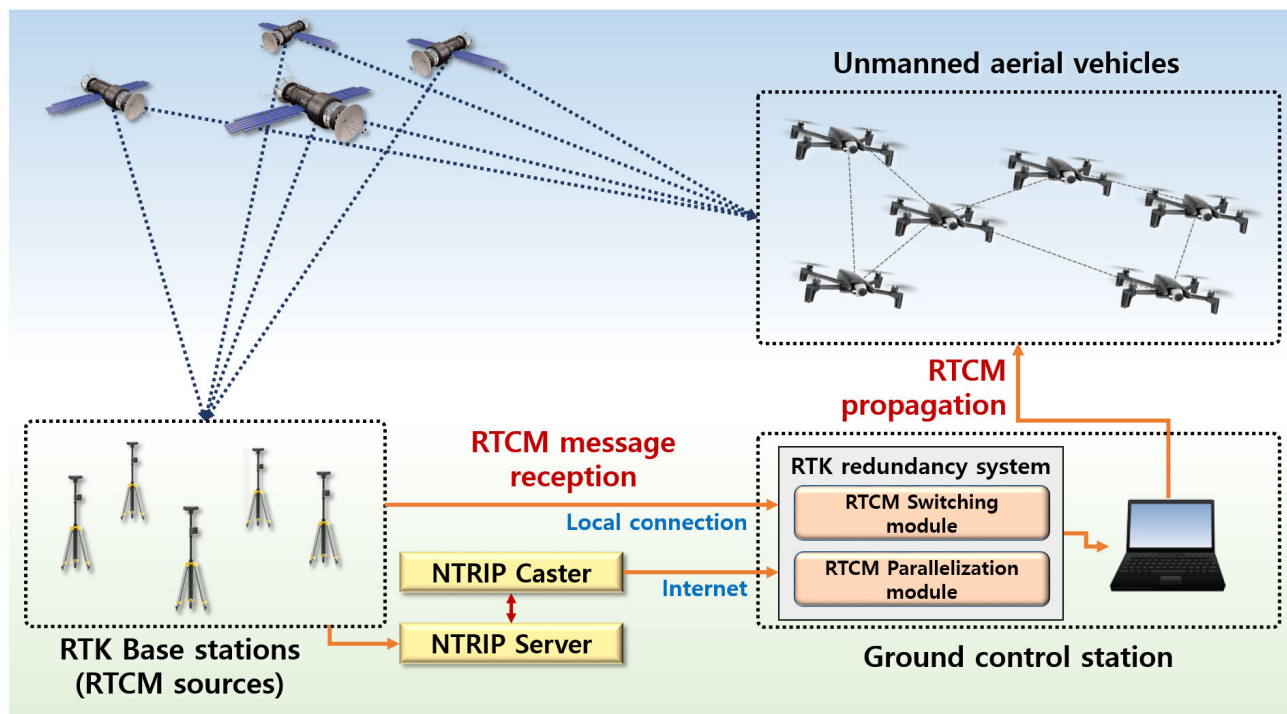 Unmanned aerial vehicles
RTCM
propagation
RTCM message
reception
RTK redundancy system
RTCM Switching
module
Local connection
RTCM Parallelization
module
NTRIP Caster
Internet
NTRIP Server
RTK Base stations
(RTCM sources)
Ground control station